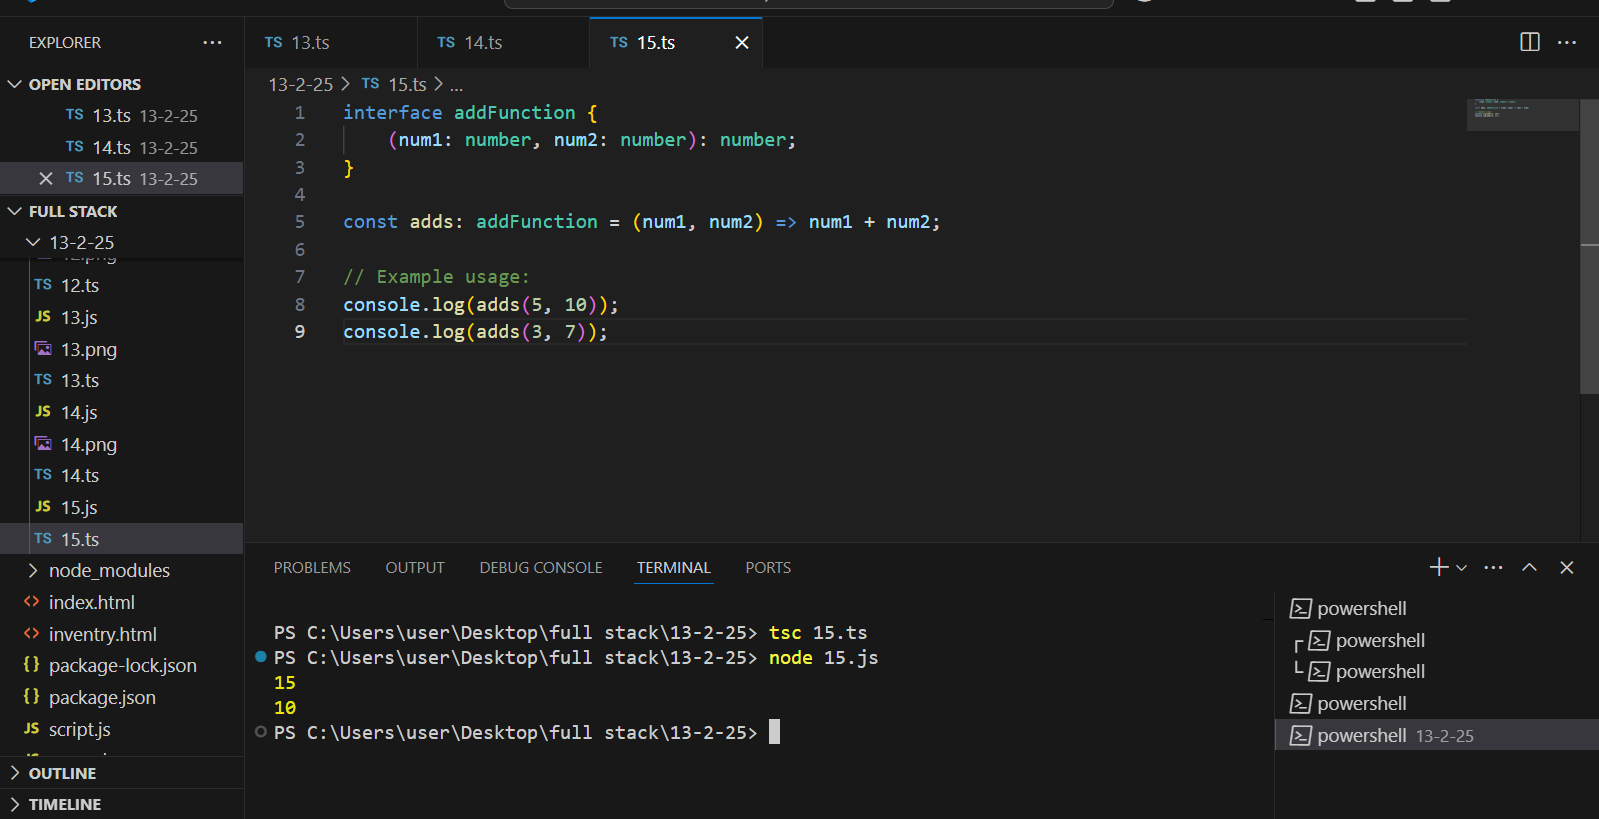 EXPLORER
OPEN EDITORS
TS 13.ts 13-2-25
TS 14.ts 13-2-25
TS 15.ts 13-2-25
FULL STACK
13-2-25
12.png
TS 12.ts
JS 13.js
13.png
TS 13.ts
JS 14.js
14.png
TS 14.ts
JS 15.js
TS 15.ts
node_modules
<> index.html
<> inventry.html
{} package-lock.json
{} package.json
JS script.js
OUTLINE
TIMELINE
TS 13.ts
TS 14.ts
TS 15.ts
13-2-25 > TS 15.ts > ...
1 interface addFunction {
2 (num1: number, num2: number): number;
3 }
4
5 const adds: addFunction = (num1, num2) => num1 + num2;
6
7 // Example usage:
8 console.log(adds(5, 10));
9 console.log(adds(3, 7));
PROBLEMS OUTPUT DEBUG CONSOLE TERMINAL PORTS
PS C:\Users\user\Desktop\full stack\13-2-25> tsc 15.ts
PS C:\Users\user\Desktop\full stack\13-2-25> node 15.js
15
10
PS C:\Users\user\Desktop\full stack\13-2-25>
powershell
powershell
powershell
powershell
powershell 13-2-25